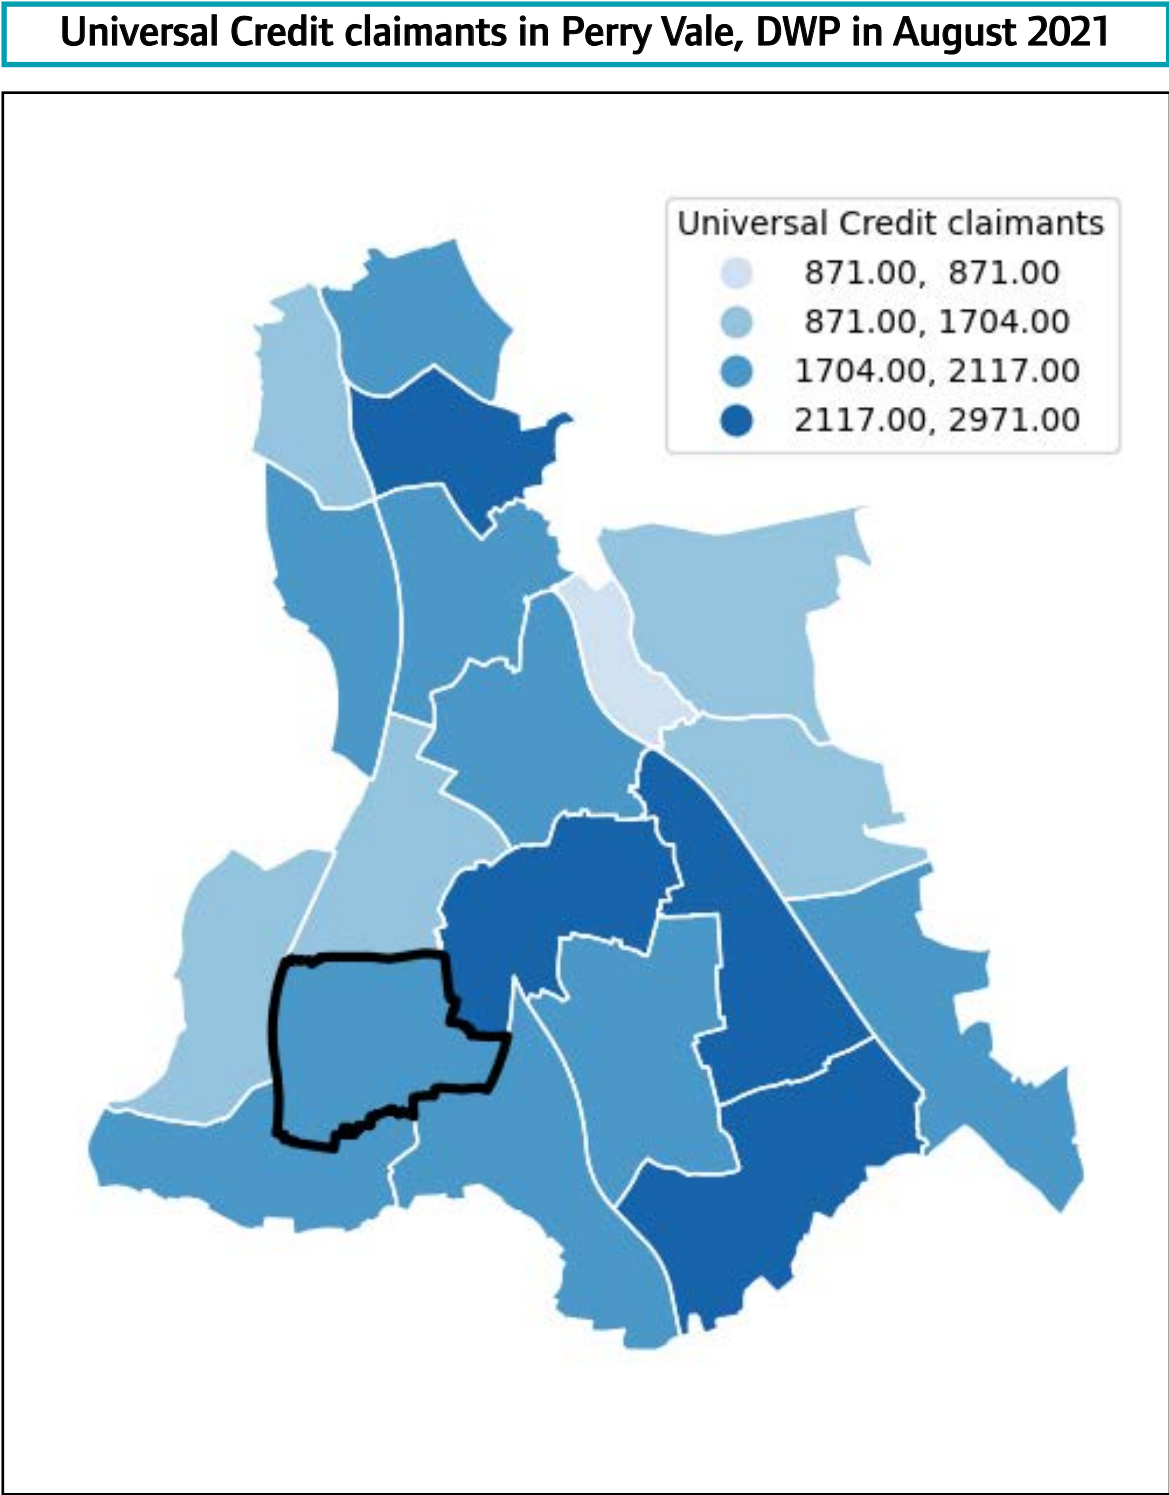 Universal Credit claimants in Perry Vale, DWP in August 2021
Universal Credit claimants
871.00, 871.00
871.00, 1704.00
1704.00, 2117.00
2117.00, 2971.00